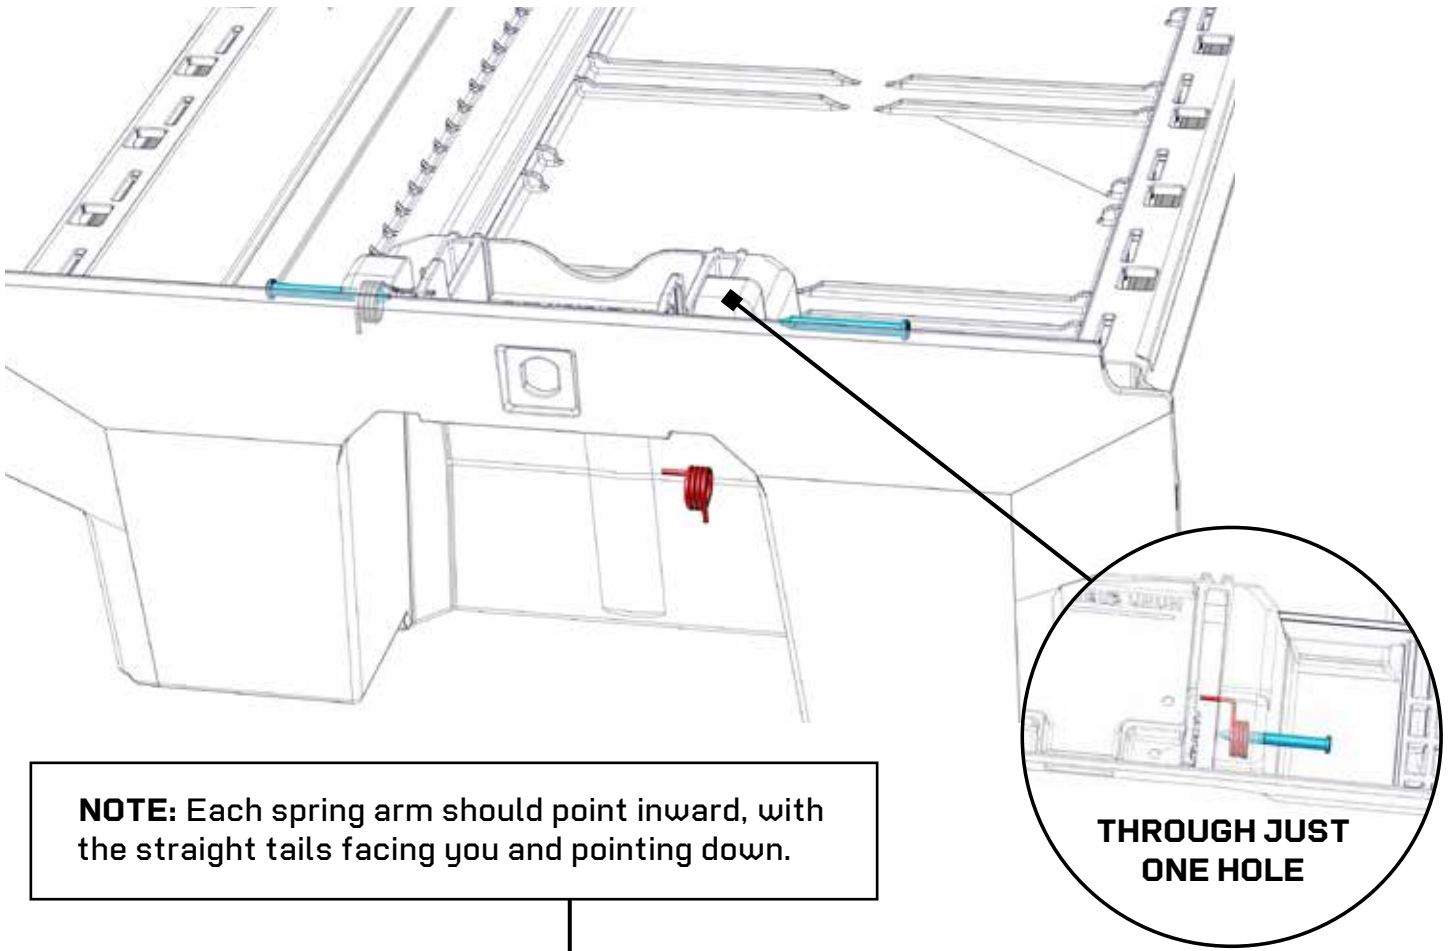 NOTE: Each spring arm should point inward, with
the straight tails facing you and pointing down.
THROUGH JUST
ONE HOLE